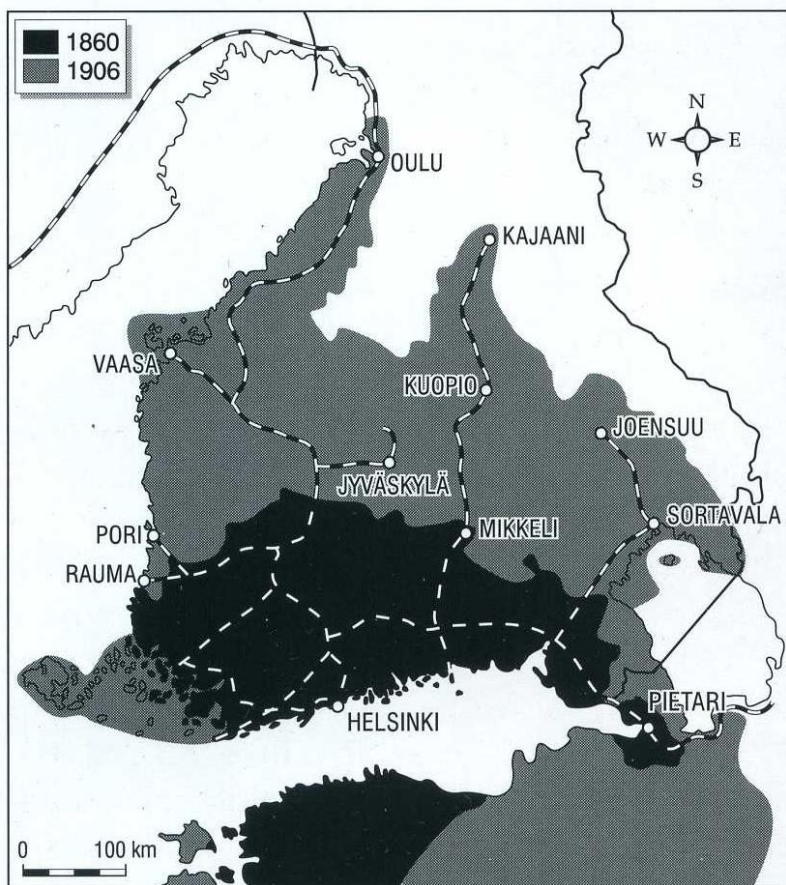 1860
1906
N
W E
S
OULU
KAJAANI
VAASA
KUOPIO
JOENSUU
JYVÄSKYLÄ
PORI
MIKKELI
SORTAVALA
RAUMA
PIETARI
HELSINKI
0 100 km